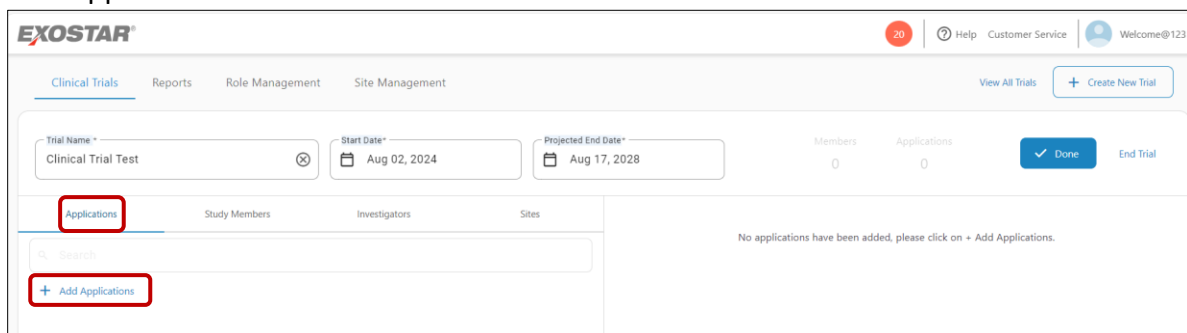 EXOSTAR®
20
Help Customer Service
Welcome@123
Clinical Trials Reports Role Management Site Management
View All Trials
+ Create New Trial
Trial Name *
Clinical Trial Test
Start Date*
Aug 02, 2024
Projected End Date*
Aug 17, 2028
Members Applications
0 0
Done
End Trial
Applications Study Members Investigators Sites
No applications have been added, please click on + Add Applications.
Search
+ Add Applications